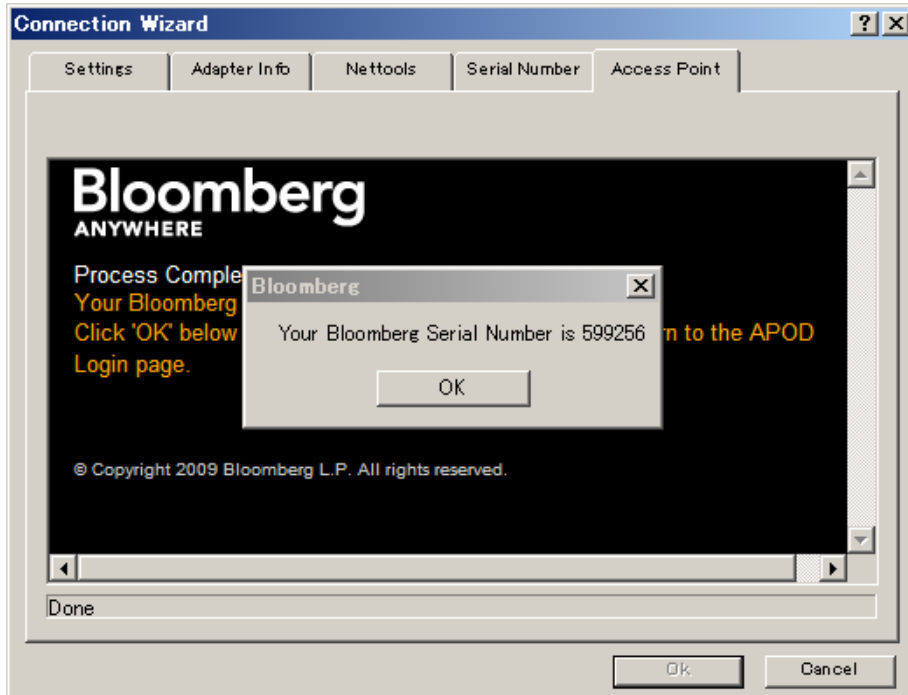 Connection Wizard
Settings Adapter Info Nettools Serial Number Access Point
Bloomberg
ANYWHERE
Process Comple
Your Bloomberg
Click 'OK' below
n to the APOD
Login page.
Bloomberg
Your Bloomberg Serial Number is 599256
OK
© Copyright 2009 Bloomberg L.P. All rights reserved.
Done
Ok
Cancel